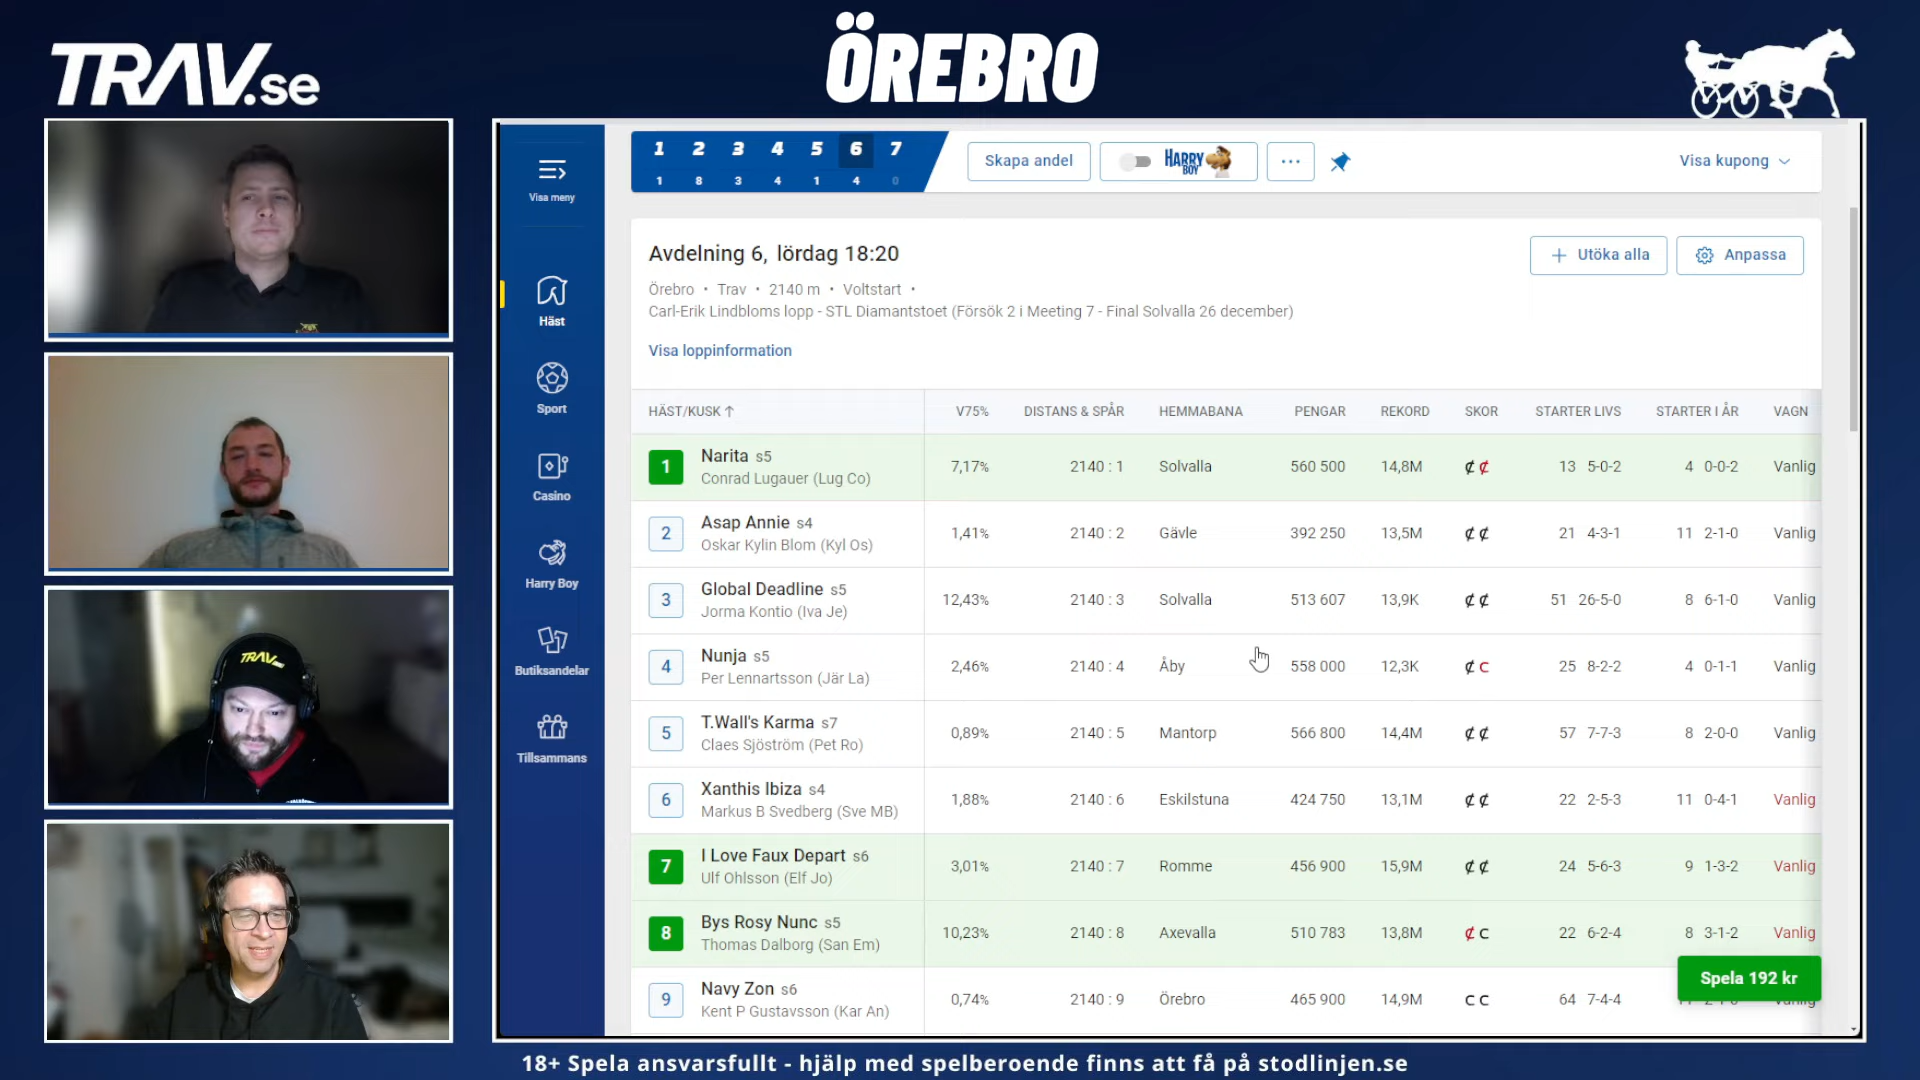 TRAV.se
ÖREBRO
1 2 3 4 5 6 7
1 8 3 4 1 4 0
Skapa andel
HARRY BOY
...
Visa kupong
Visa meny
Häst
Sport
Casino
Harry Boy
Butiksandelar
Tillsammans
Avdelning 6, lördag 18:20
Utöka alla
Anpassa
Örebro • Trav • 2140 m • Voltstart •
Carl-Erik Lindbloms lopp - STL Diamantstoet (Försök 2 i Meeting 7 - Final Solvalla 26 december)
Visa loppinformation
HÄST/KUSK ↑ V75% DISTANS & SPÅR HEMMABANA PENGAR REKORD SKOR STARTER LIVS STARTER I ÅR VAGN
1 Narita s5 7,17% 2140 : 1 Solvalla 560 500 14,8M ȼ ȼ 13 5-0-2 4 0-0-2 Vanlig
Conrad Lugauer (Lug Co)
2 Asap Annie s4 1,41% 2140 : 2 Gävle 392 250 13,5M ȼ ȼ 21 4-3-1 11 2-1-0 Vanlig
Oskar Kylin Blom (Kyl Os)
3 Global Deadline s5 12,43% 2140 : 3 Solvalla 513 607 13,9K ȼ ȼ 51 26-5-0 8 6-1-0 Vanlig
Jorma Kontio (Iva Je)
4 Nunja s5 2,46% 2140 : 4 Åby 558 000 12,3K ȼ c 25 8-2-2 4 0-1-1 Vanlig
Per Lennartsson (Jär La)
5 T.Wall's Karma s7 0,89% 2140 : 5 Mantorp 566 800 14,4M ȼ ȼ 57 7-7-3 8 2-0-0 Vanlig
Claes Sjöström (Pet Ro)
6 Xanthis Ibiza s4 1,88% 2140 : 6 Eskilstuna 424 750 13,1M ȼ ȼ 22 2-5-3 11 0-4-1 Vanlig
Markus B Svedberg (Sve MB)
7 I Love Faux Depart s6 3,01% 2140 : 7 Romme 456 900 15,9M ȼ ȼ 24 5-6-3 9 1-3-2 Vanlig
Ulf Ohlsson (Elf Jo)
8 Bys Rosy Nunc s5 10,23% 2140 : 8 Axevalla 510 783 13,8M ȼ c 22 6-2-4 8 3-1-2 Vanlig
Thomas Dalborg (San Em)
9 Navy Zon s6 0,74% 2140 : 9 Örebro 465 900 14,9M c c 64 7-4-4
Kent P Gustavsson (Kar An)
Spela 192 kr
TRAV.se
18+ Spela ansvarsfullt - hjälp med spelberoende finns att få på stodlinjen.se